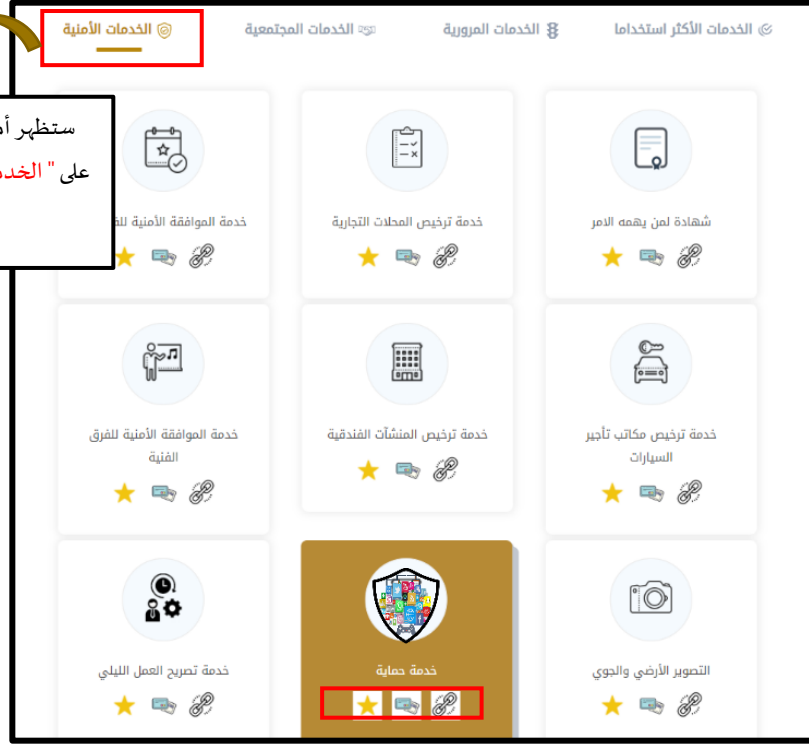 الخدمات الأكثر استخداما
الخدمات المرورية
الخدمات المجتمعية
الخدمات الأمنية
ستظهر
على "
شهادة لمن يهمه الامر
خدمة ترخيص المحلات التجارية
خدمة الموافقة الأمنية
خدمة ترخيص مكاتب تأجير
السيارات
خدمة ترخيص المنشآت الفندقية
خدمة الموافقة الأمنية للفرق
الفنية
التصوير الأرضي والجوي
خدمة حماية
خدمة تصريح العمل الليلي